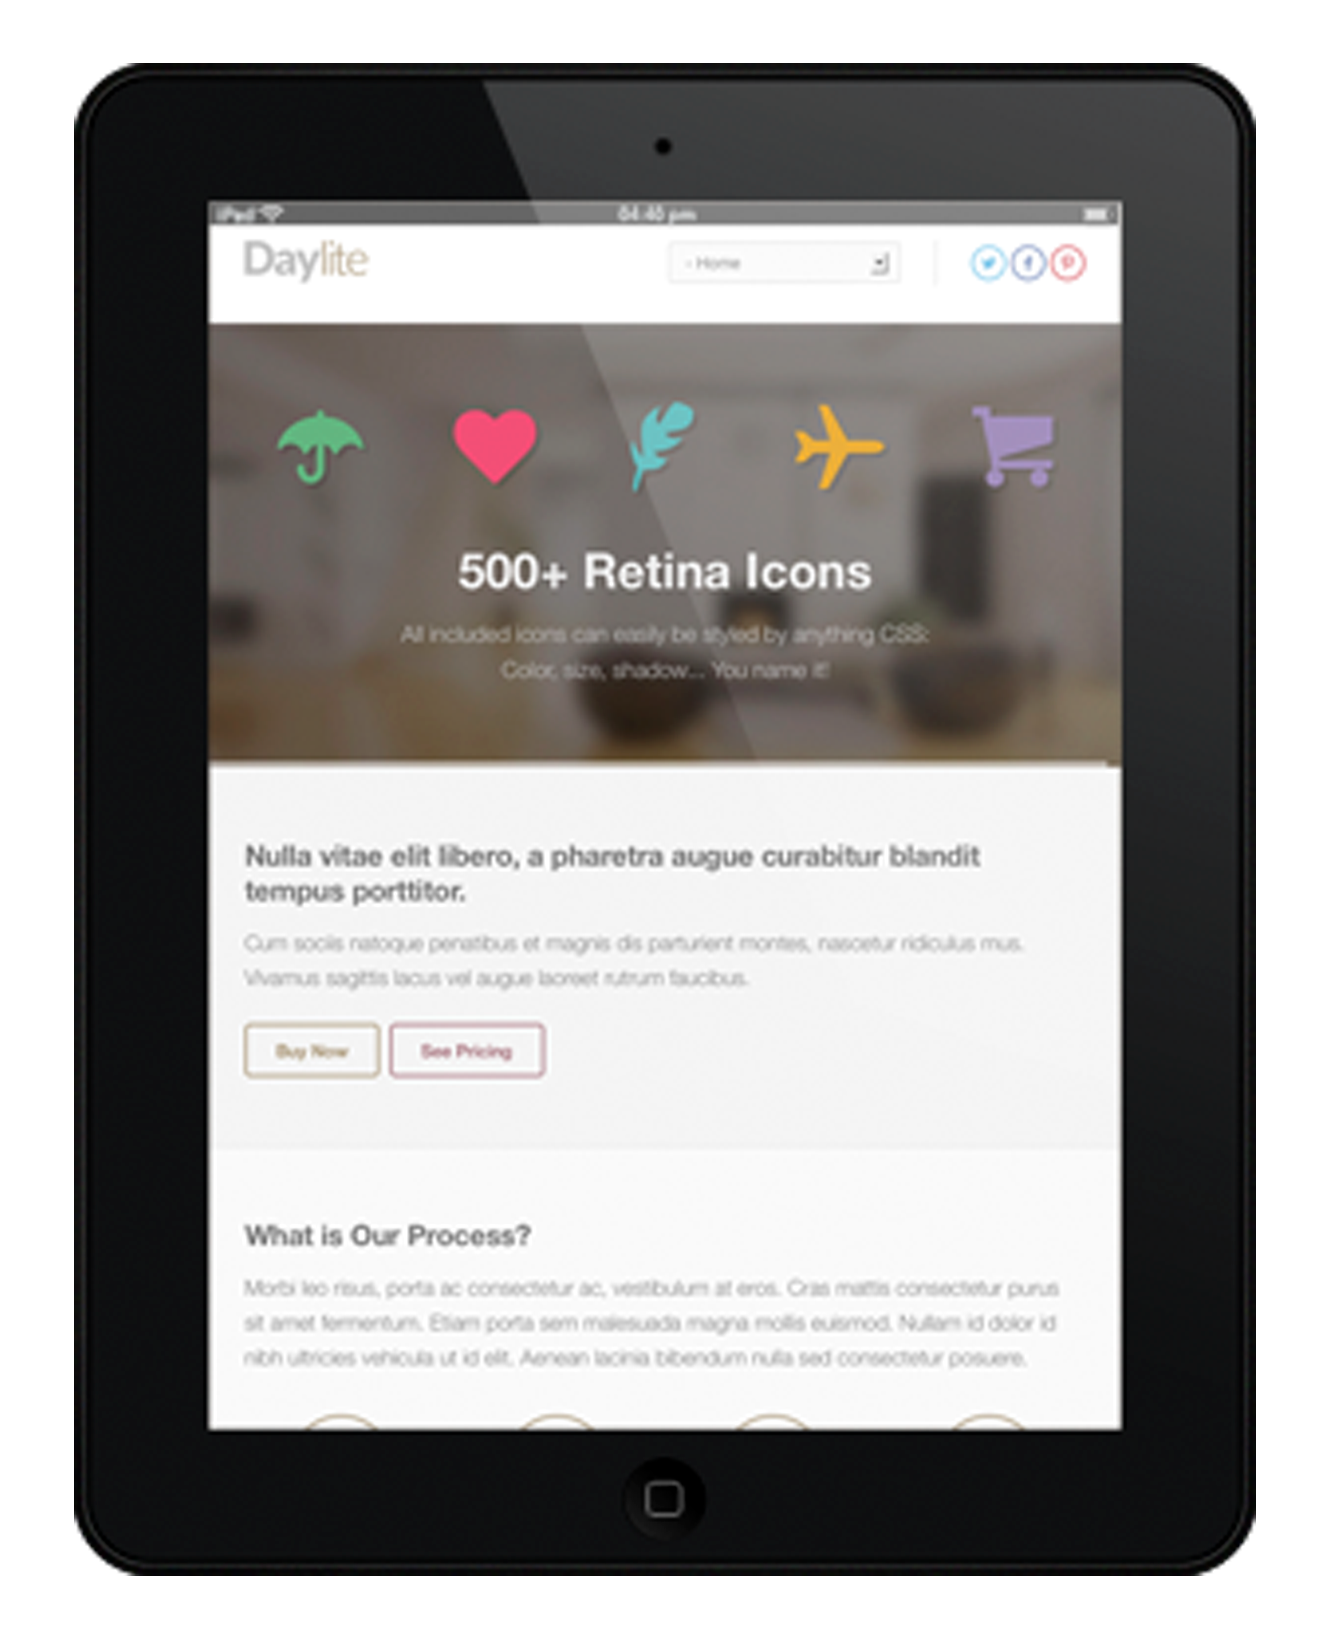 iPad
04:40 pm
Daylite
- Home
500+ Retina Icons
All included icons can easily be styled by anything CSS:
Color, size, shadow... You name it!
Nulla vitae elit libero, a pharetra augue curabitur blandit
tempus porttitor.
Cum sociis natoque penatibus et magnis dis parturient montes, nascetur ridiculus mus.
Vivamus sagittis lacus vel augue laoreet rutrum faucibus.
Buy Now
See Pricing
What is Our Process?
Morbi leo risus, porta ac consectetur ac, vestibulum at eros. Cras mattis consectetur purus
sit amet fermentum. Etiam porta sem malesuada magna mollis euismod. Nullam id dolor id
nibh ultricies vehicula ut id elit. Aenean lacinia bibendum nulla sed consectetur posuere.